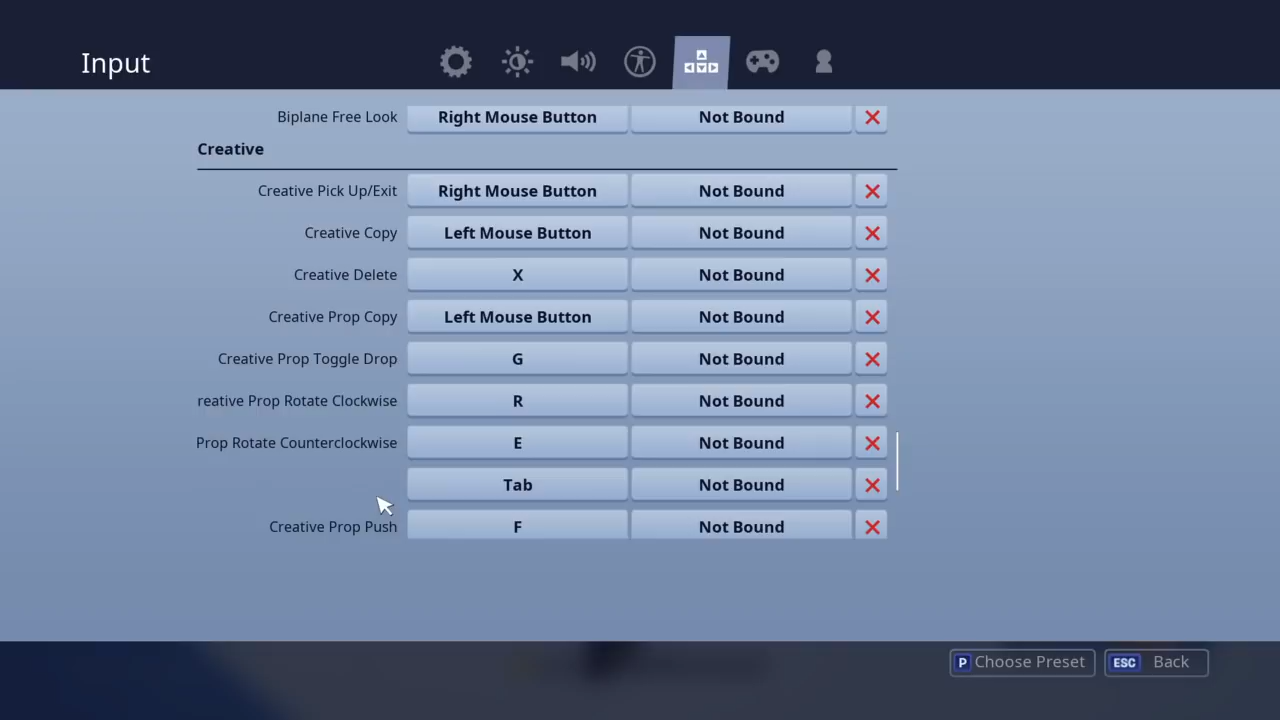 Input
Biplane Free Look Right Mouse Button Not Bound
Creative
Creative Pick Up/Exit Right Mouse Button Not Bound
Creative Copy Left Mouse Button Not Bound
Creative Delete X Not Bound
Creative Prop Copy Left Mouse Button Not Bound
Creative Prop Toggle Drop G Not Bound
reative Prop Rotate Clockwise R Not Bound
Prop Rotate Counterclockwise E Not Bound
Tab Not Bound
Creative Prop Push F Not Bound
P Choose Preset ESC Back